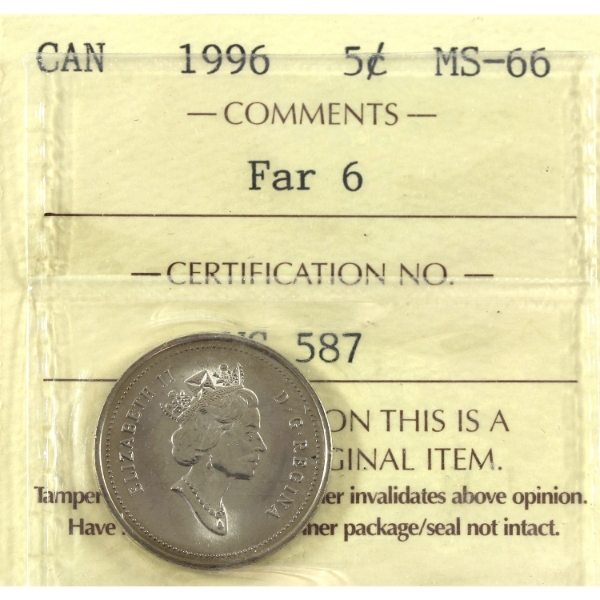 CAN 1996 5¢ MS-66
— COMMENTS —
Far 6
— CERTIFICATION NO. —
587
ON THIS IS A
GINAL ITEM.
Tamper er invalidates above opinion.
Have ner package/seal not intact.
ELIZABETH II D·G·REGINA